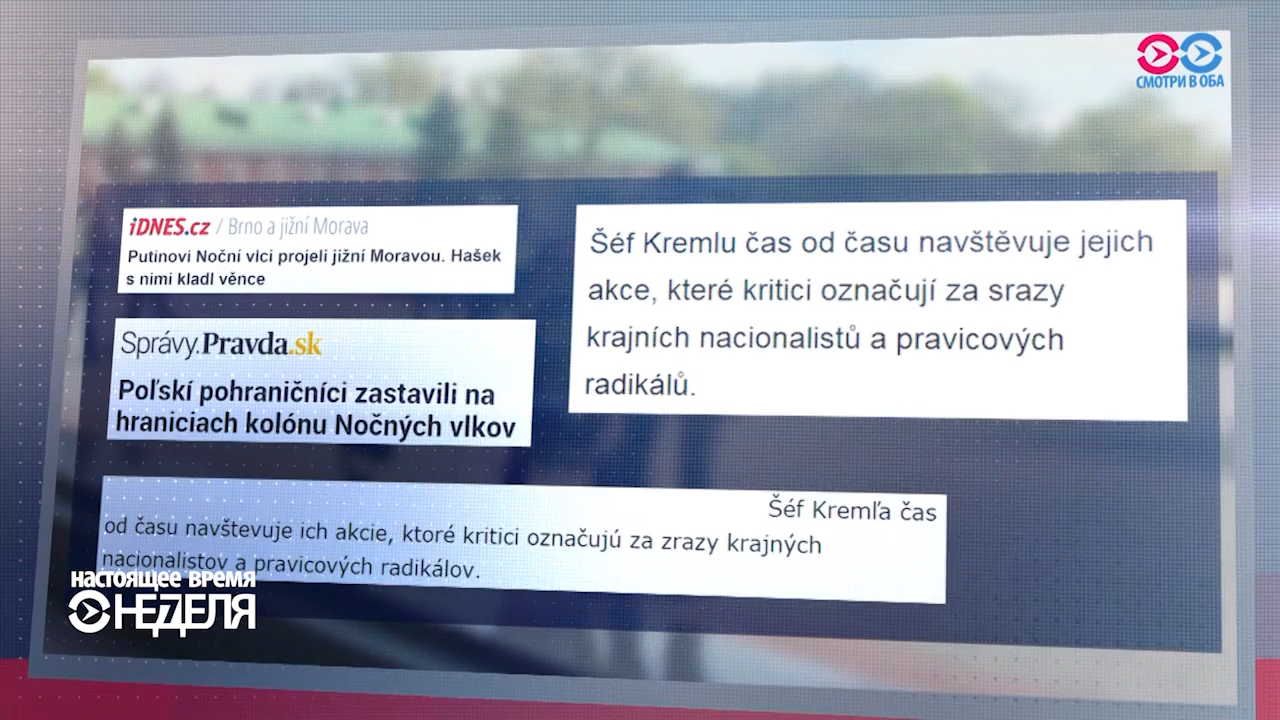 СМОТРИ В ОБА
iDNES.cz / Brno a jižní Morava
Putinovi Noční vlci projeli jižní Moravou. Hašek
s nimi kladl věnce
Správy.Pravda.sk
Poľskí pohraničníci zastavili na
hraniciach kolónu Nočných vlkov
Šéf Kremlu čas od času navštěvuje jejich
akce, které kritici označují za srazy
krajních nacionalistů a pravicových
radikálů.
Šéf Kremľa čas
od času navštevuje ich akcie, ktoré kritici označujú za zrazy krajných
nacionalistov a pravicových radikálov.
НАСТОЯЩЕЕ ВРЕМЯ
НЕДЕЛЯ